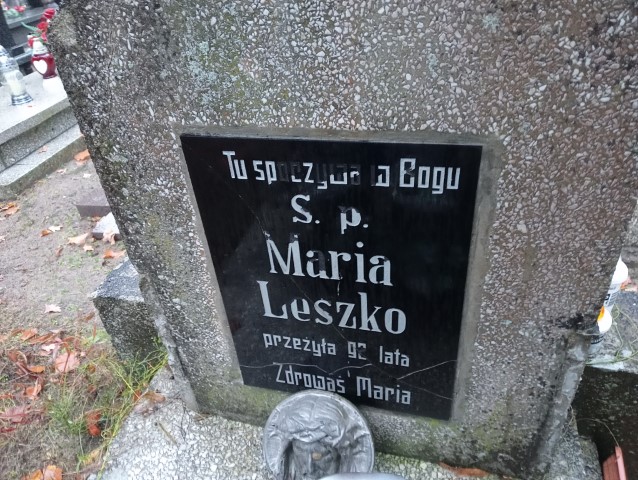 Tu spoczywa w Bogu
Ś. p.
Maria
Leszko
przeżyła 92 lata
Zdrowaś Maria